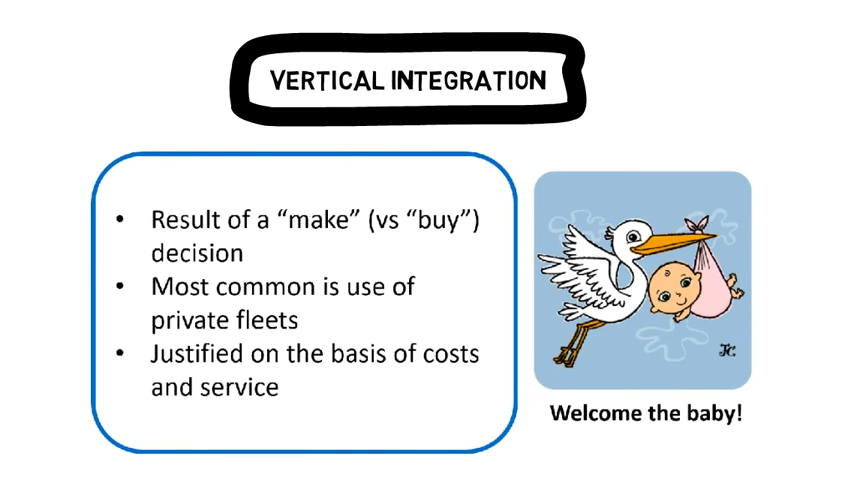 VERTICAL INTEGRATION
• Result of a “make” (vs “buy”)
decision
• Most common is use of
private fleets
• Justified on the basis of costs
and service
JC.
Welcome the baby!